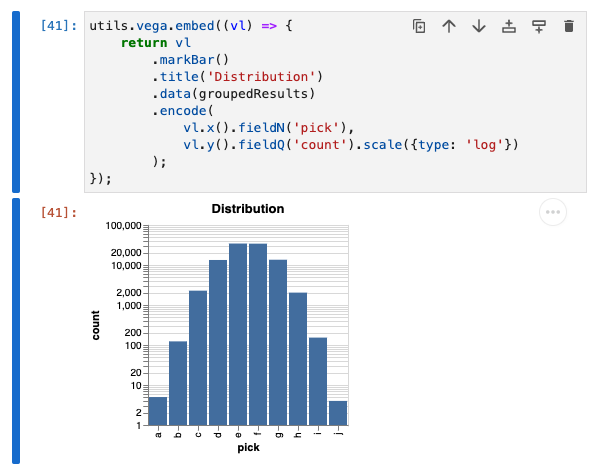 [41]:
utils.vega.embed((vl) => {
    return vl
        .markBar()
        .title('Distribution')
        .data(groupedResults)
        .encode(
            vl.x().fieldN('pick'),
            vl.y().fieldQ('count').scale({type: 'log'})
        );
});
[41]:
Distribution
100,000
20,000
10,000
2,000
1,000
200
100
20
10
2
1
count
a b c d e f g h i j
pick